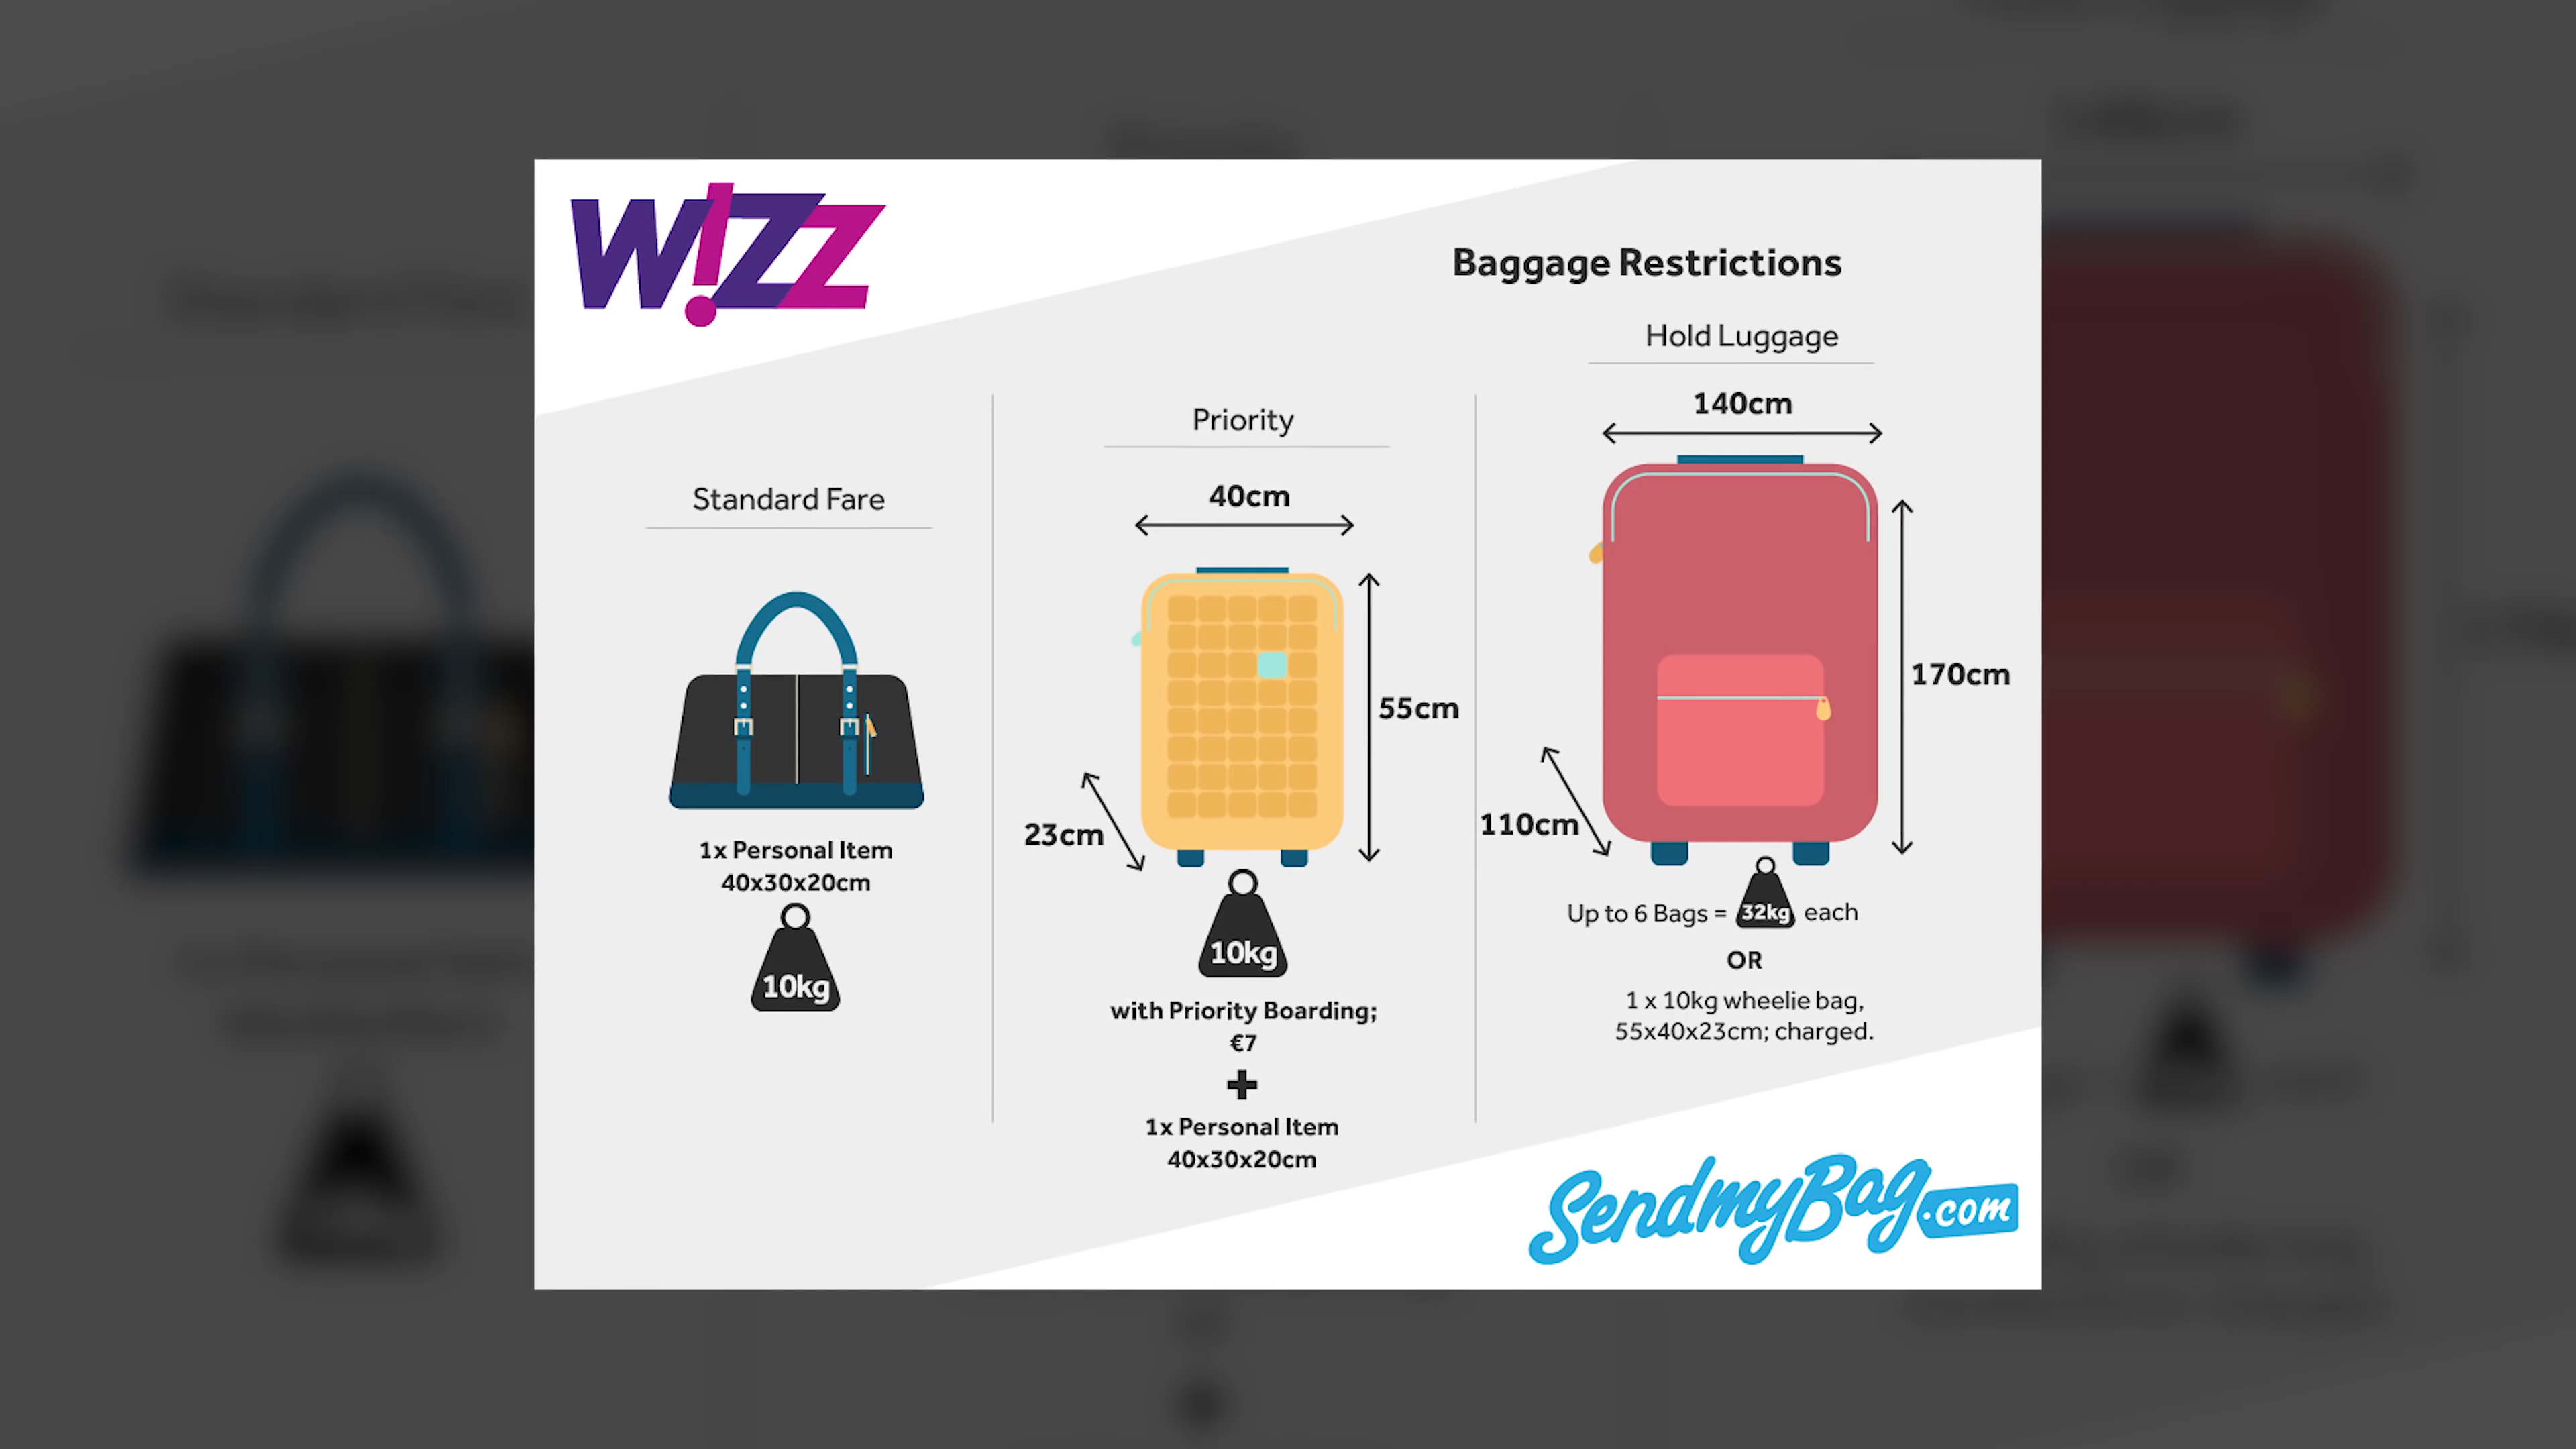 W!ZZ
Baggage Restrictions
Standard Fare
1x Personal Item
40x30x20cm
10kg
Priority
40cm
55cm
23cm
10kg
with Priority Boarding;
€7
+
1x Personal Item
40x30x20cm
Hold Luggage
140cm
170cm
110cm
Up to 6 Bags = 32kg each
OR
1 x 10kg wheelie bag,
55x40x23cm; charged.
SendmyBag.com